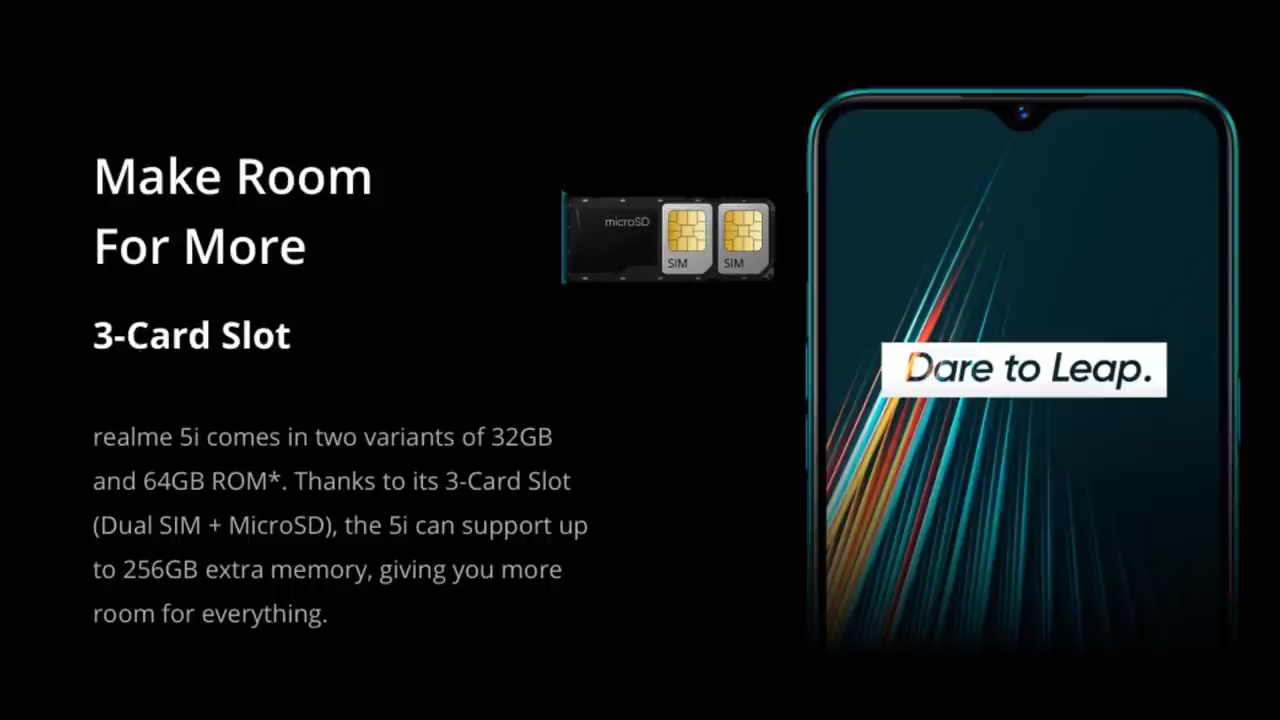 Make Room
For More
3-Card Slot
realme 5i comes in two variants of 32GB
and 64GB ROM*. Thanks to its 3-Card Slot
(Dual SIM + MicroSD), the 5i can support up
to 256GB extra memory, giving you more
room for everything.
microSD
SIM SIM
Dare to Leap.